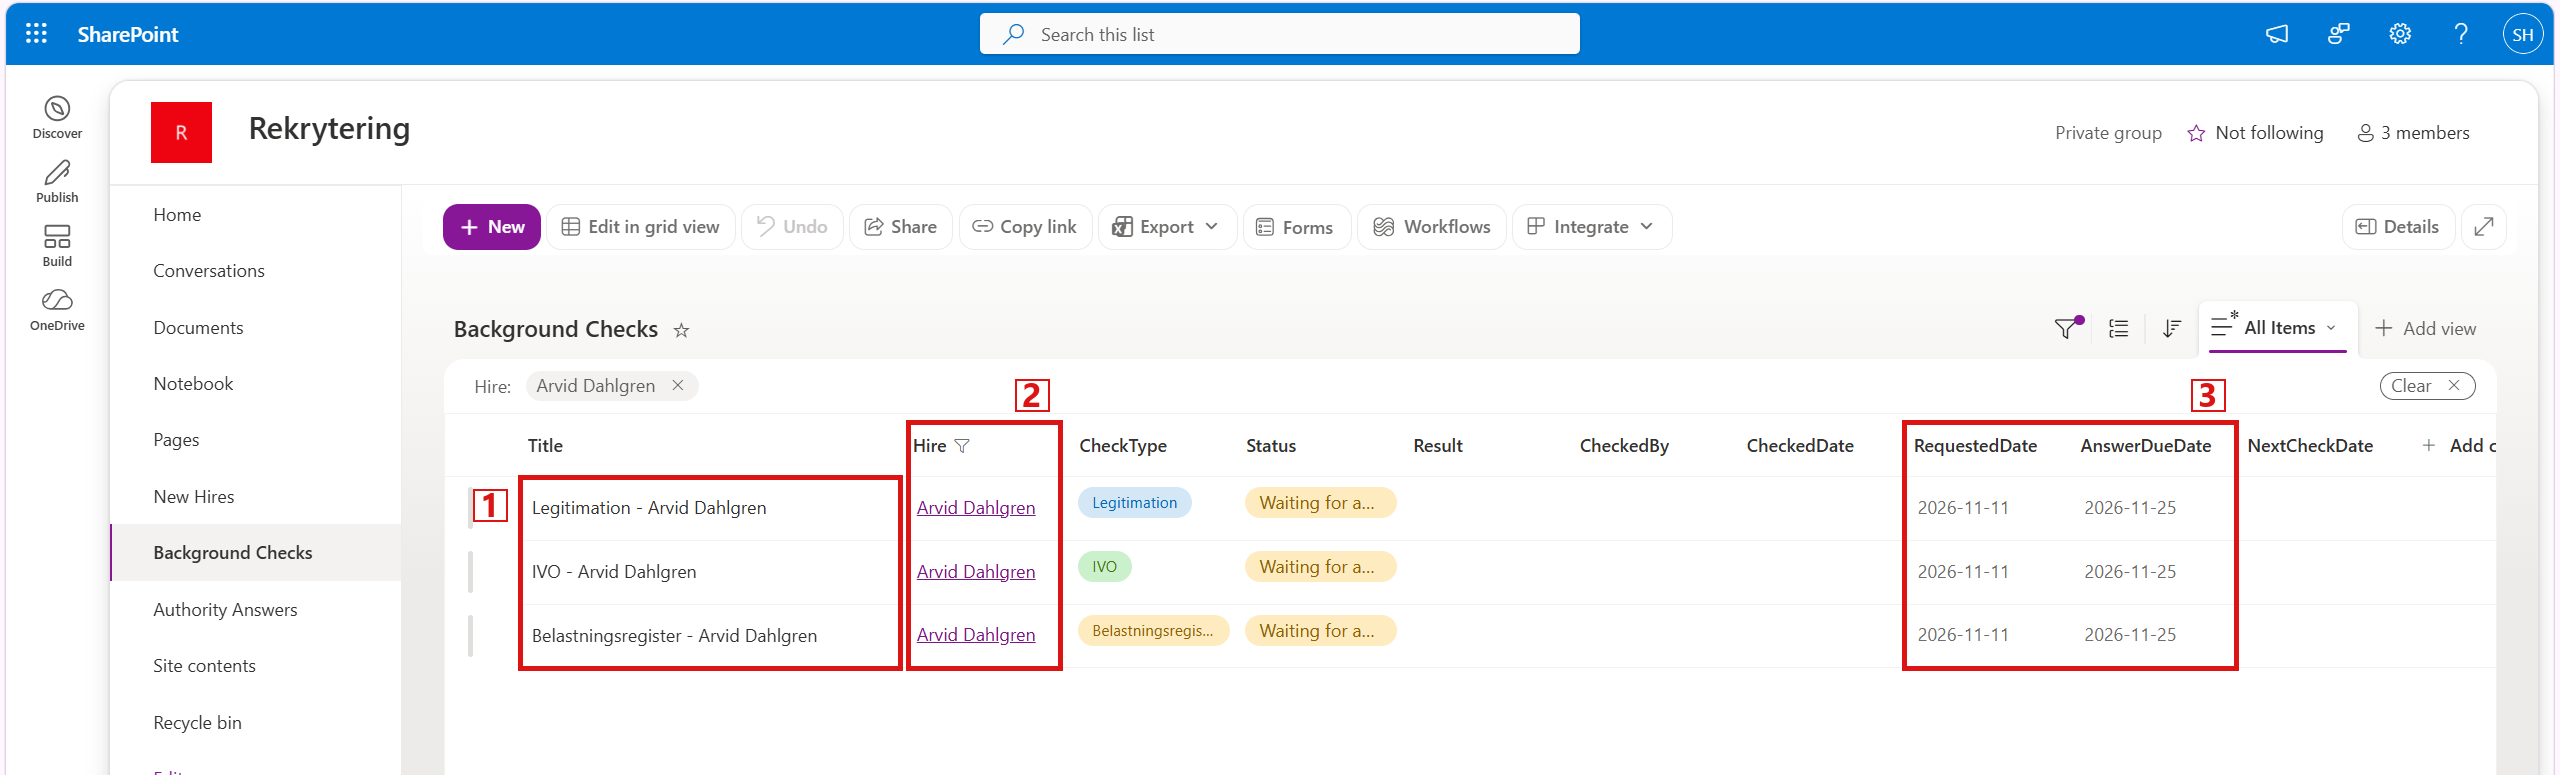 SharePoint
Search this list
SH
Discover
Publish
Build
OneDrive
R
Rekrytering
Private group
Not following
3 members
Home
Conversations
Documents
Notebook
Pages
New Hires
Background Checks
Authority Answers
Site contents
Recycle bin
Edit
New
Edit in grid view
Undo
Share
Copy link
Export
Forms
Workflows
Integrate
Details
Background Checks
All Items
Add view
Hire: Arvid Dahlgren
Clear
2
3
Title Hire CheckType Status Result CheckedBy CheckedDate RequestedDate AnswerDueDate NextCheckDate + Add c
1
Legitimation - Arvid Dahlgren Arvid Dahlgren Legitimation Waiting for a... 2026-11-11 2026-11-25
IVO - Arvid Dahlgren Arvid Dahlgren IVO Waiting for a... 2026-11-11 2026-11-25
Belastningsregister - Arvid Dahlgren Arvid Dahlgren Belastningsregis... Waiting for a... 2026-11-11 2026-11-25